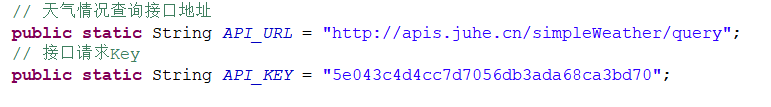 // 天气情况查询接口地址
public static String API_URL = "http://apis.juhe.cn/simpleWeather/query";
// 接口请求Key
public static String API_KEY = "5e043c4d4cc7d7056db3ada68ca3bd70";